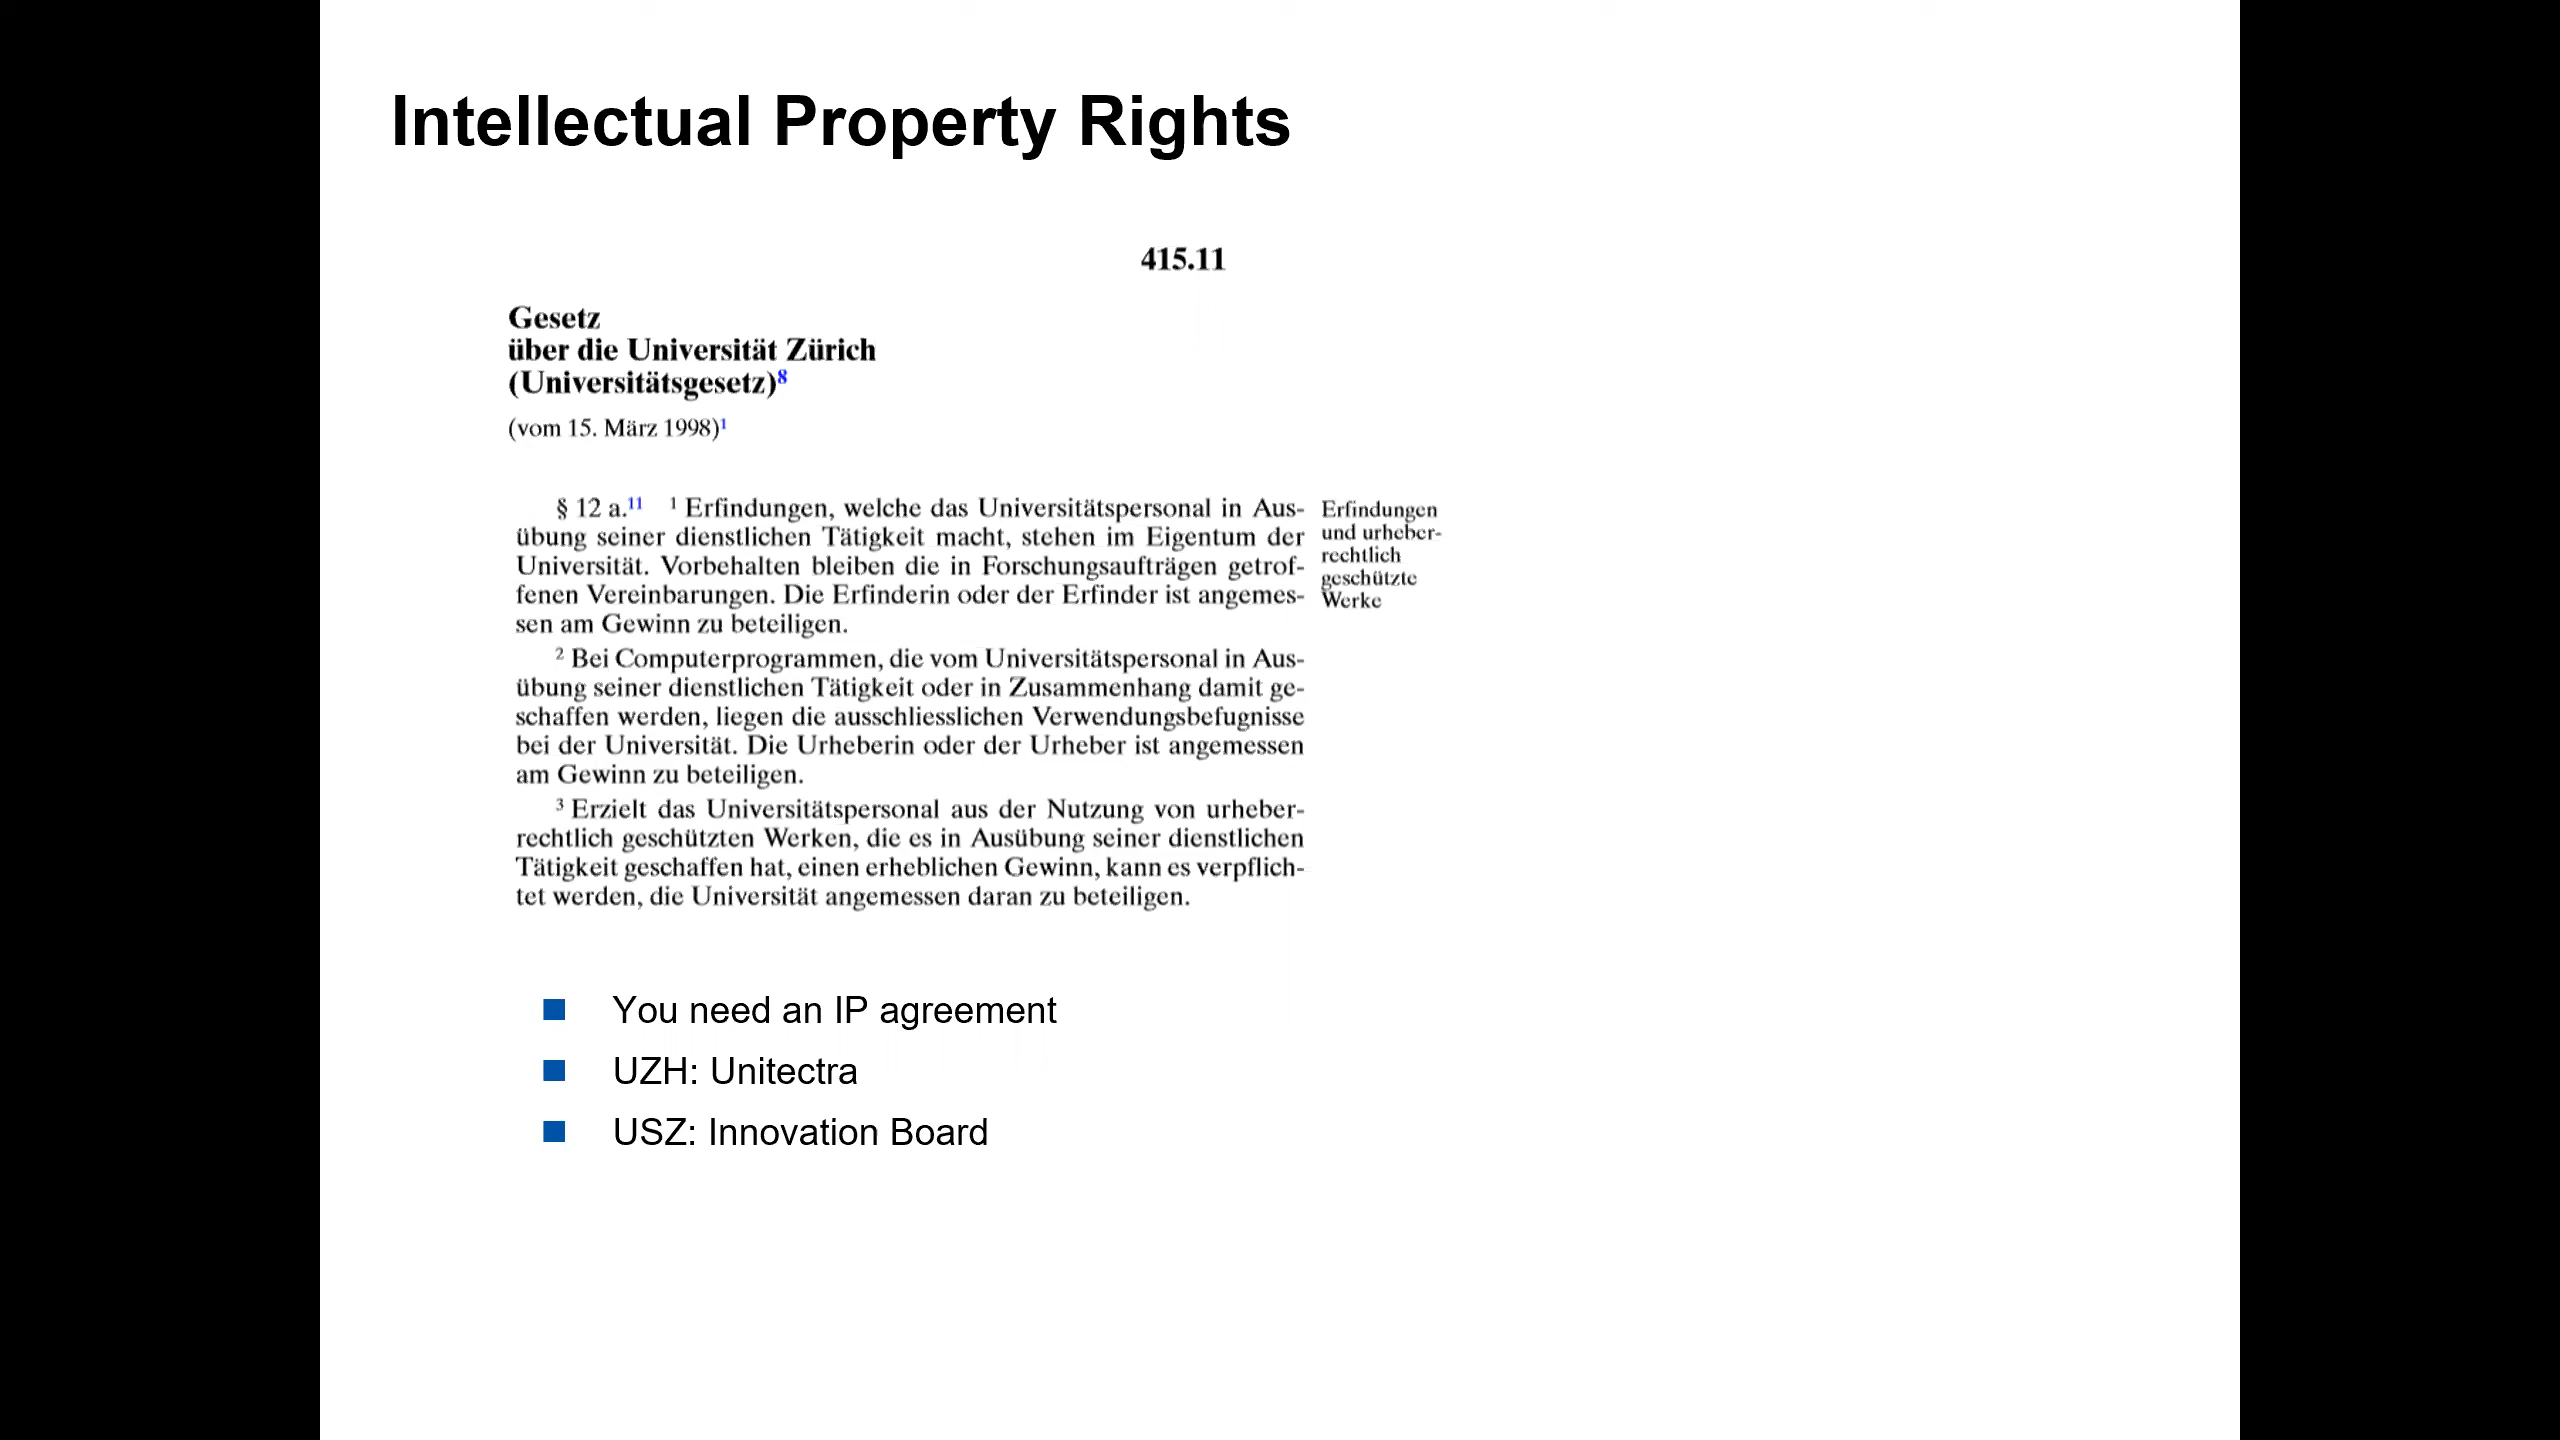 Intellectual Property Rights
415.11
Gesetz
über die Universität Zürich
(Universitätsgesetz)8
(vom 15. März 1998)1
§ 12 a.11 1 Erfindungen, welche das Universitätspersonal in Aus-
übung seiner dienstlichen Tätigkeit macht, stehen im Eigentum der
Universität. Vorbehalten bleiben die in Forschungsaufträgen getrof-
fenen Vereinbarungen. Die Erfinderin oder der Erfinder ist angemes-
sen am Gewinn zu beteiligen.
Erfindungen
und urheber-
rechtlich
geschützte
Werke
2 Bei Computerprogrammen, die vom Universitätspersonal in Aus-
übung seiner dienstlichen Tätigkeit oder in Zusammenhang damit ge-
schaffen werden, liegen die ausschliesslichen Verwendungsbefugnisse
bei der Universität. Die Urheberin oder der Urheber ist angemessen
am Gewinn zu beteiligen.
3 Erzielt das Universitätspersonal aus der Nutzung von urheber-
rechtlich geschützten Werken, die es in Ausübung seiner dienstlichen
Tätigkeit geschaffen hat, einen erheblichen Gewinn, kann es verpflich-
tet werden, die Universität angemessen daran zu beteiligen.
You need an IP agreement
UZH: Unitectra
USZ: Innovation Board